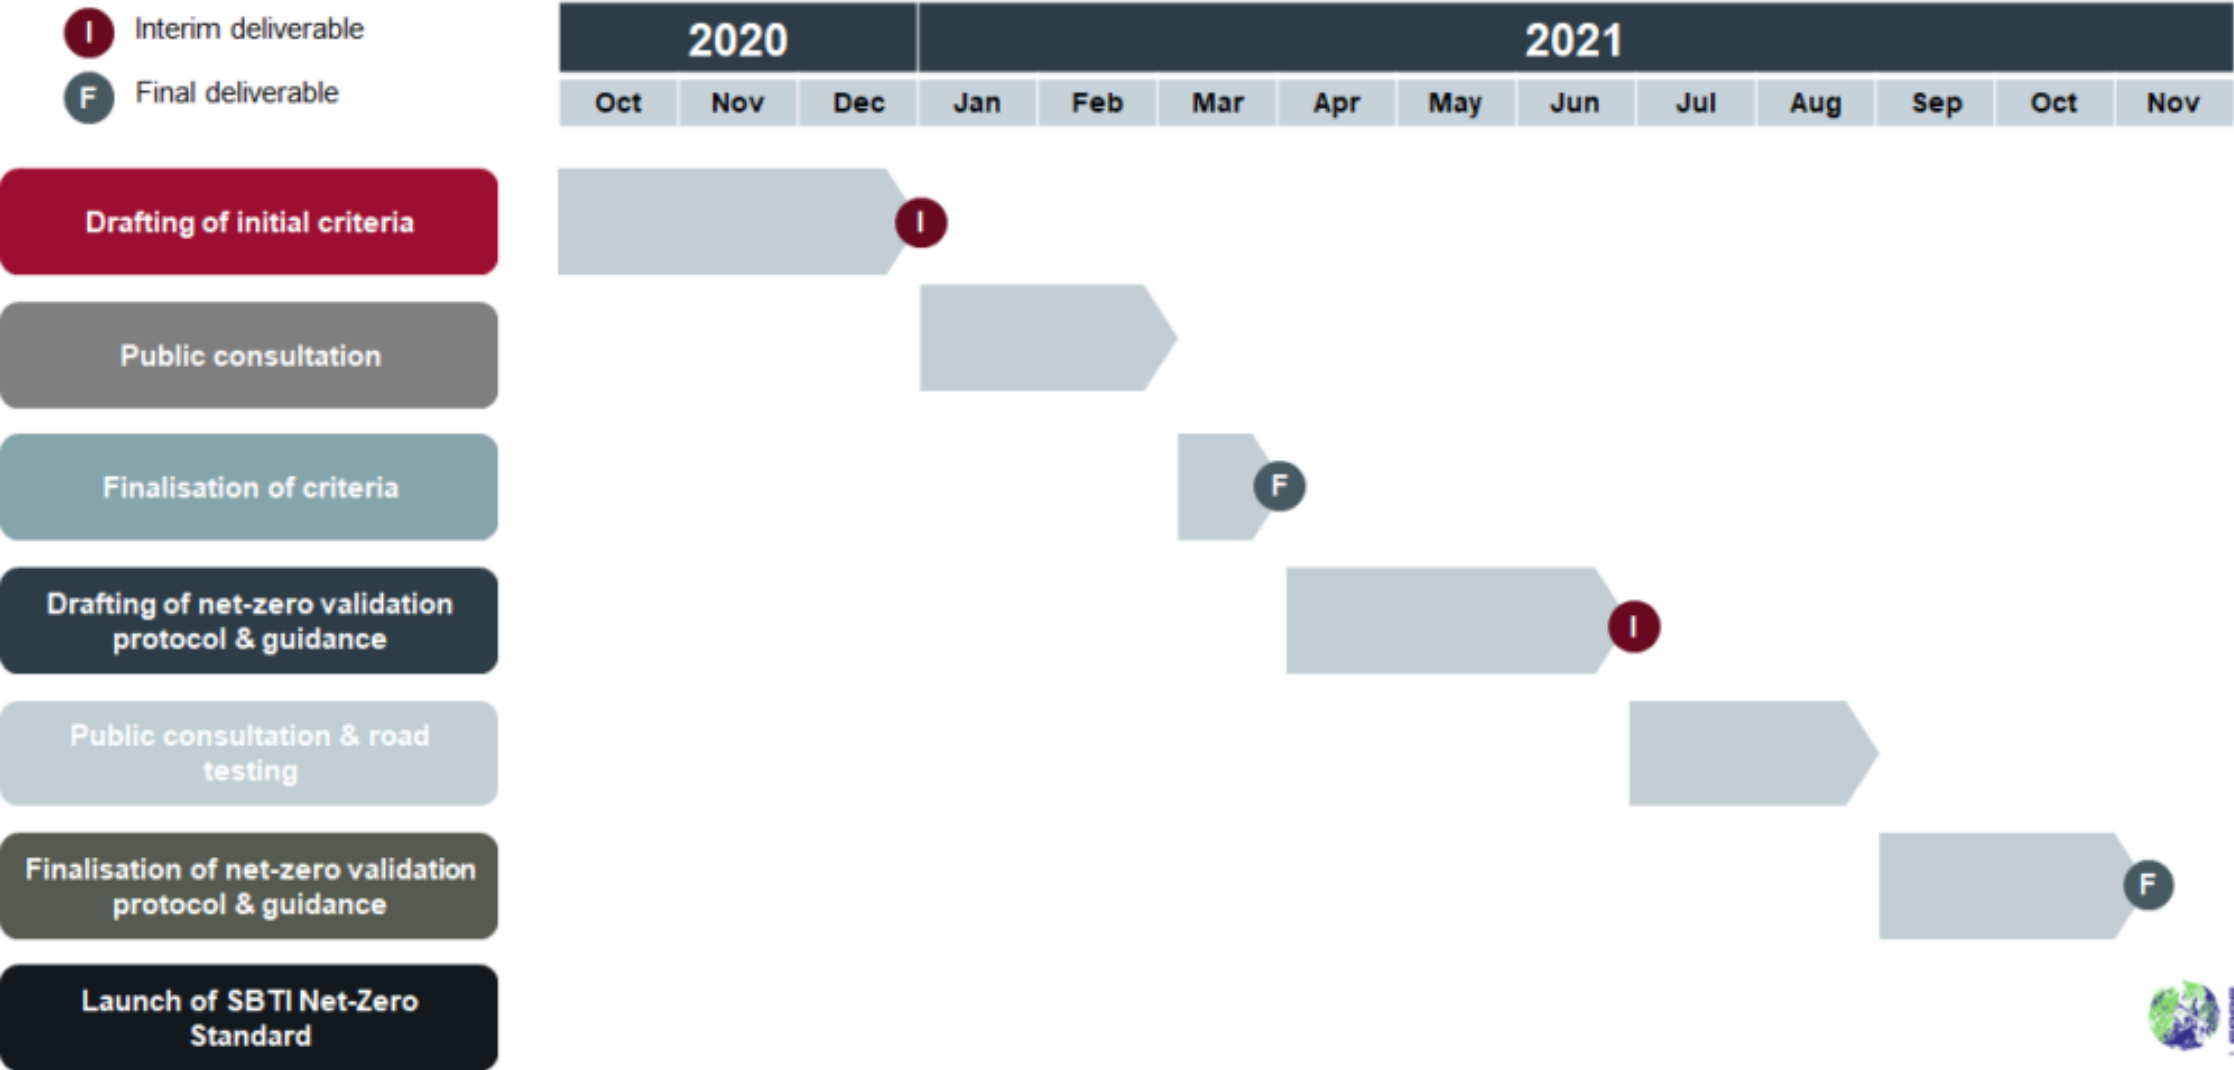 I Interim deliverable
F Final deliverable
2020 2021
Oct Nov Dec Jan Feb Mar Apr May Jun Jul Aug Sep Oct Nov
Drafting of initial criteria
I
Public consultation
Finalisation of criteria
F
Drafting of net-zero validation
protocol & guidance
I
Public consultation & road
testing
Finalisation of net-zero validation
protocol & guidance
F
Launch of SBTI Net-Zero
Standard